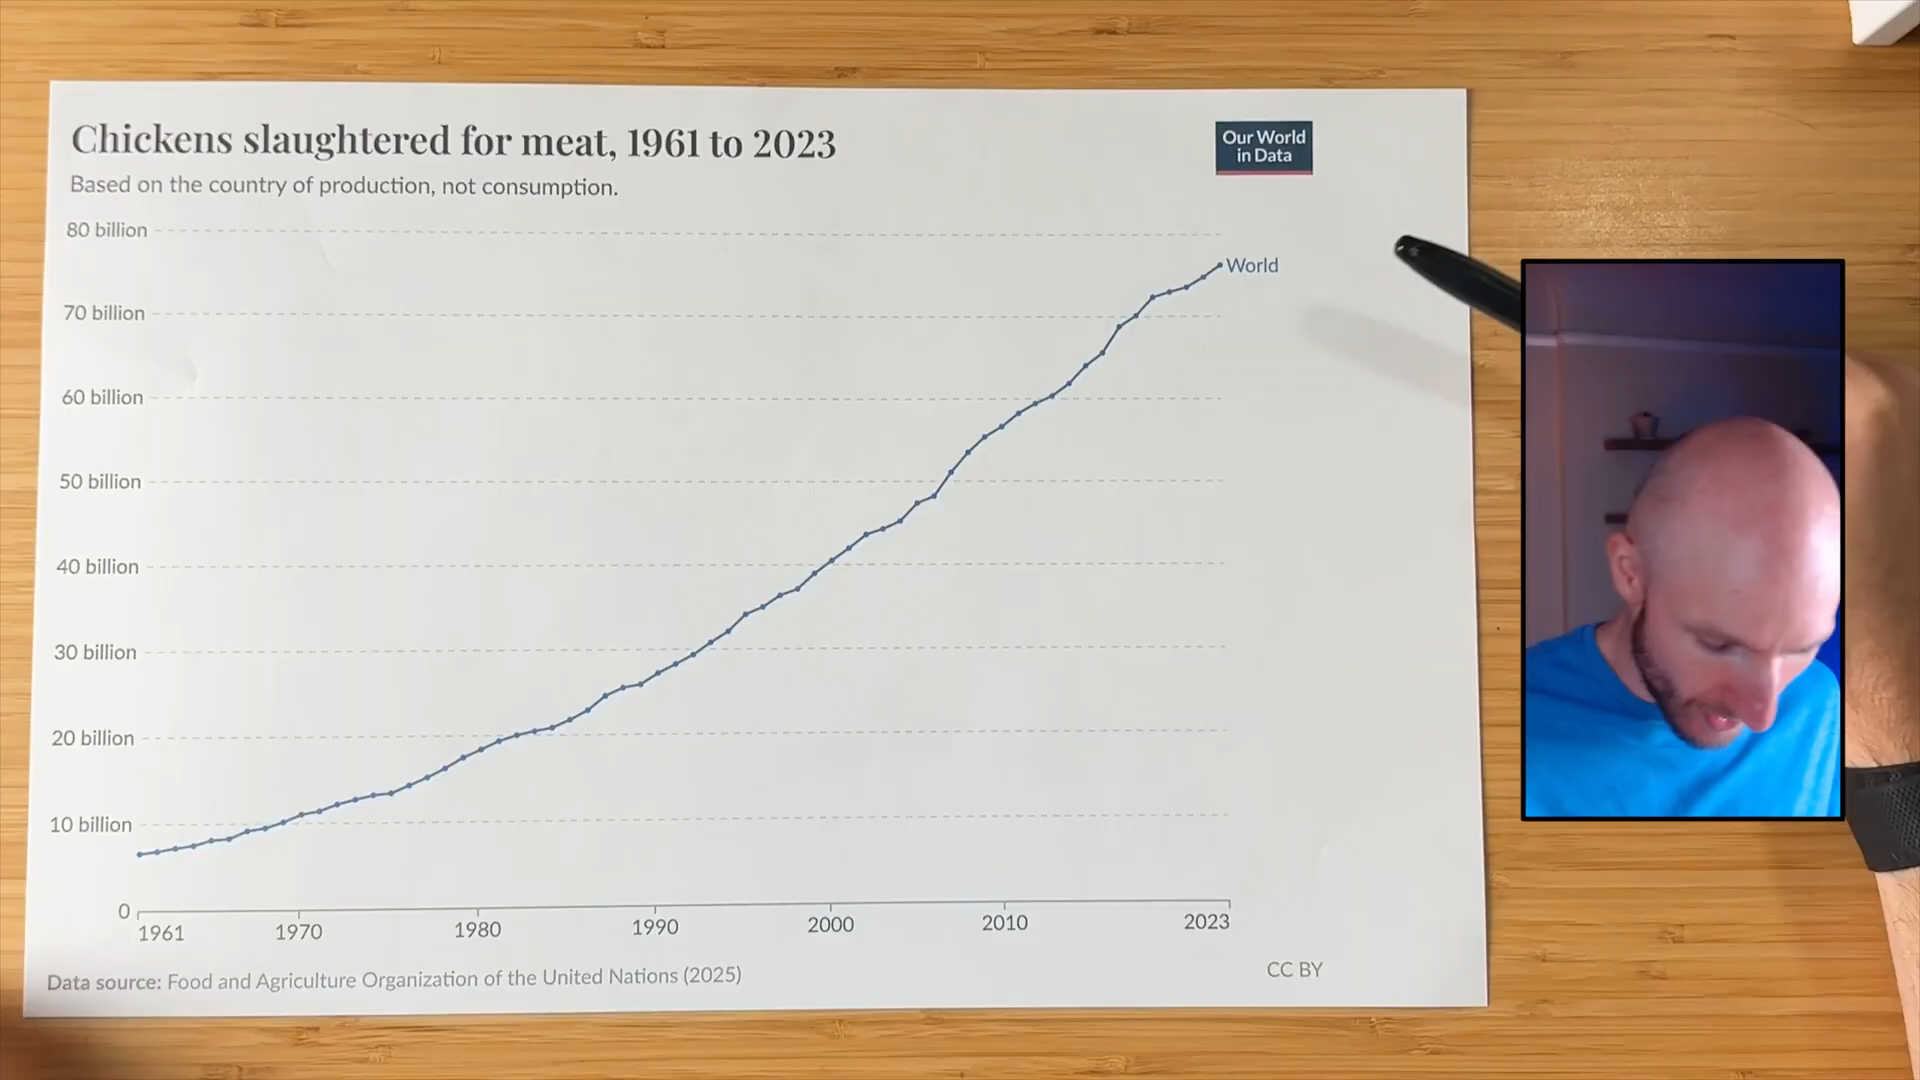 Chickens slaughtered for meat, 1961 to 2023
Our World
in Data
Based on the country of production, not consumption.
80 billion
World
70 billion
60 billion
50 billion
40 billion
30 billion
20 billion
10 billion
0
1961
1970
1980
1990
2000
2010
2023
Data source: Food and Agriculture Organization of the United Nations (2025)
CC BY